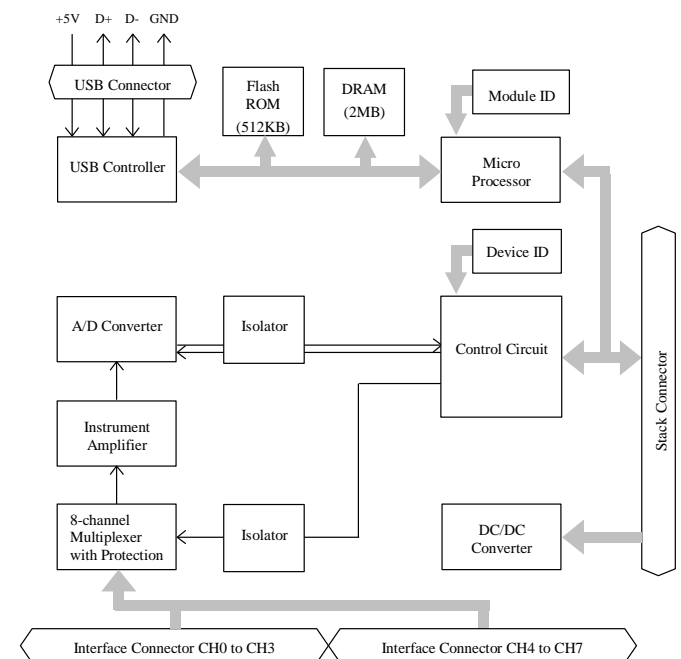 +5V D+ D- GND
USB Connector
Flash
ROM
(512KB)
DRAM
(2MB)
Module ID
USB Controller
Micro
Processor
Device ID
A/D Converter
Isolator
Control Circuit
Stack Connector
Instrument
Amplifier
8-channel
Multiplexer
with Protection
Isolator
DC/DC
Converter
Interface Connector CH0 to CH3
Interface Connector CH4 to CH7